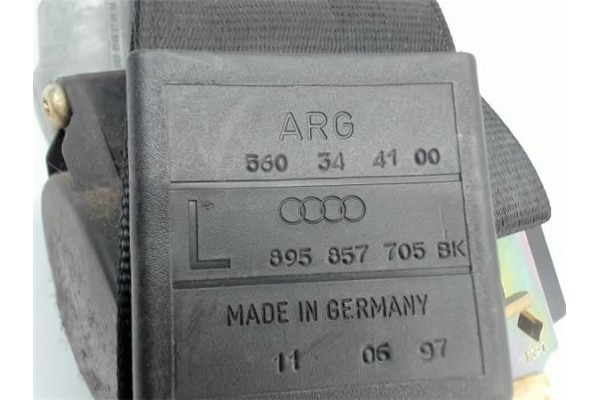 ARG
560 34 41 00
L
895 857 705 BK
MADE IN GERMANY
11 06 97